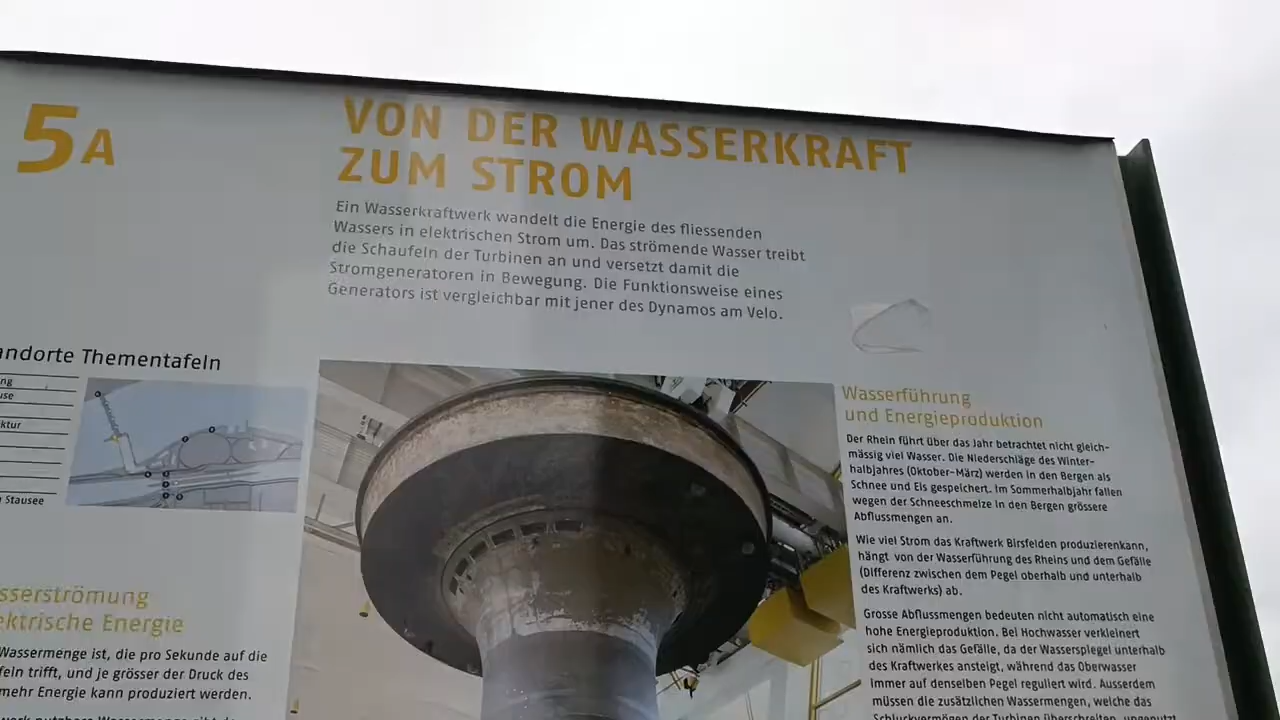 5A
VON DER WASSERKRAFT
ZUM STROM
Ein Wasserkraftwerk wandelt die Energie des fliessenden
Wassers in elektrischen Strom um. Das strömende Wasser treibt
die Schaufeln der Turbinen an und versetzt damit die
Stromgeneratoren in Bewegung. Die Funktionsweise eines
Generators ist vergleichbar mit jener des Dynamos am Velo.
andorte Thementafeln
ng
use
ktur
n Stausee
sserströmung
ektrische Energie
Wassermenge ist, die pro Sekunde auf die
feln trifft, und je grösser der Druck des
mehr Energie kann produziert werden.
Wasserführung
und Energieproduktion
Der Rhein führt über das Jahr betrachtet nicht gleich-
mässig viel Wasser. Die Niederschläge des Winter-
halbjahres (Oktober–März) werden in den Bergen als
Schnee und Eis gespeichert. Im Sommerhalbjahr fallen
wegen der Schneeschmelze in den Bergen grössere
Abflussmengen an.
Wie viel Strom das Kraftwerk Birsfelden produzierenkann,
hängt von der Wasserführung des Rheins und dem Gefälle
(Differenz zwischen dem Pegel oberhalb und unterhalb
des Kraftwerks) ab.
Grosse Abflussmengen bedeuten nicht automatisch eine
hohe Energieproduktion. Bei Hochwasser verkleinert
sich nämlich das Gefälle, da der Wasserspiegel unterhalb
des Kraftwerkes ansteigt, während das Oberwasser
immer auf denselben Pegel reguliert wird. Ausserdem
müssen die zusätzlichen Wassermengen, welche das
Schluckvermögen der Turbinen überschreiten, ungenutzt